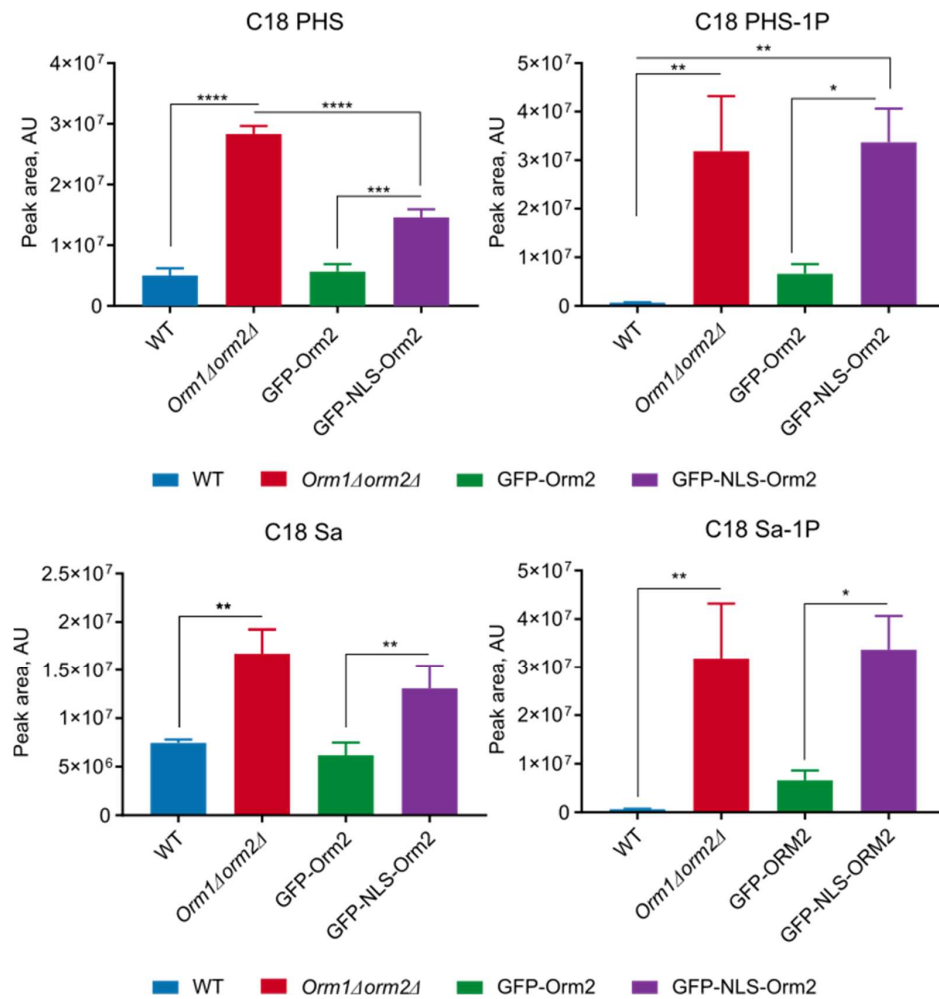 C18 PHS
Peak area, AU
4×10⁷
3×10⁷
2×10⁷
1×10⁷
0
****
****
***
WT
Orm1Δorm2Δ
GFP-Orm2
GFP-NLS-Orm2
C18 PHS-1P
Peak area, AU
5×10⁷
4×10⁷
3×10⁷
2×10⁷
1×10⁷
0
**
**
*
WT
Orm1Δorm2Δ
GFP-Orm2
GFP-NLS-Orm2
WT Orm1Δorm2Δ GFP-Orm2 GFP-NLS-Orm2
C18 Sa
Peak area, AU
2.5×10⁷
2×10⁷
1.5×10⁷
1×10⁷
5×10⁶
0
**
**
WT
Orm1Δorm2Δ
GFP-Orm2
GFP-NLS-Orm2
C18 Sa-1P
Peak area, AU
5×10⁷
4×10⁷
3×10⁷
2×10⁷
1×10⁷
0
**
*
WT
Orm1Δorm2Δ
GFP-ORM2
GFP-NLS-ORM2
WT Orm1Δorm2Δ GFP-Orm2 GFP-NLS-Orm2